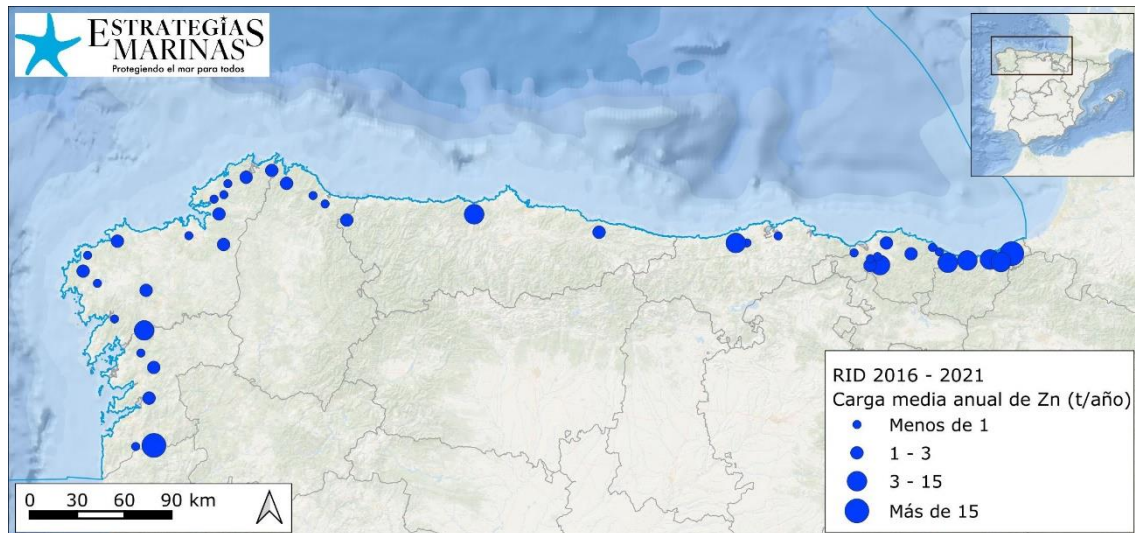 ESTRATEGIAS
MARINAS
Protegiendo el mar para todos
RID 2016 - 2021
Carga media anual de Zn (t/año)
Menos de 1
1 - 3
3 - 15
Más de 15
0 30 60 90 km